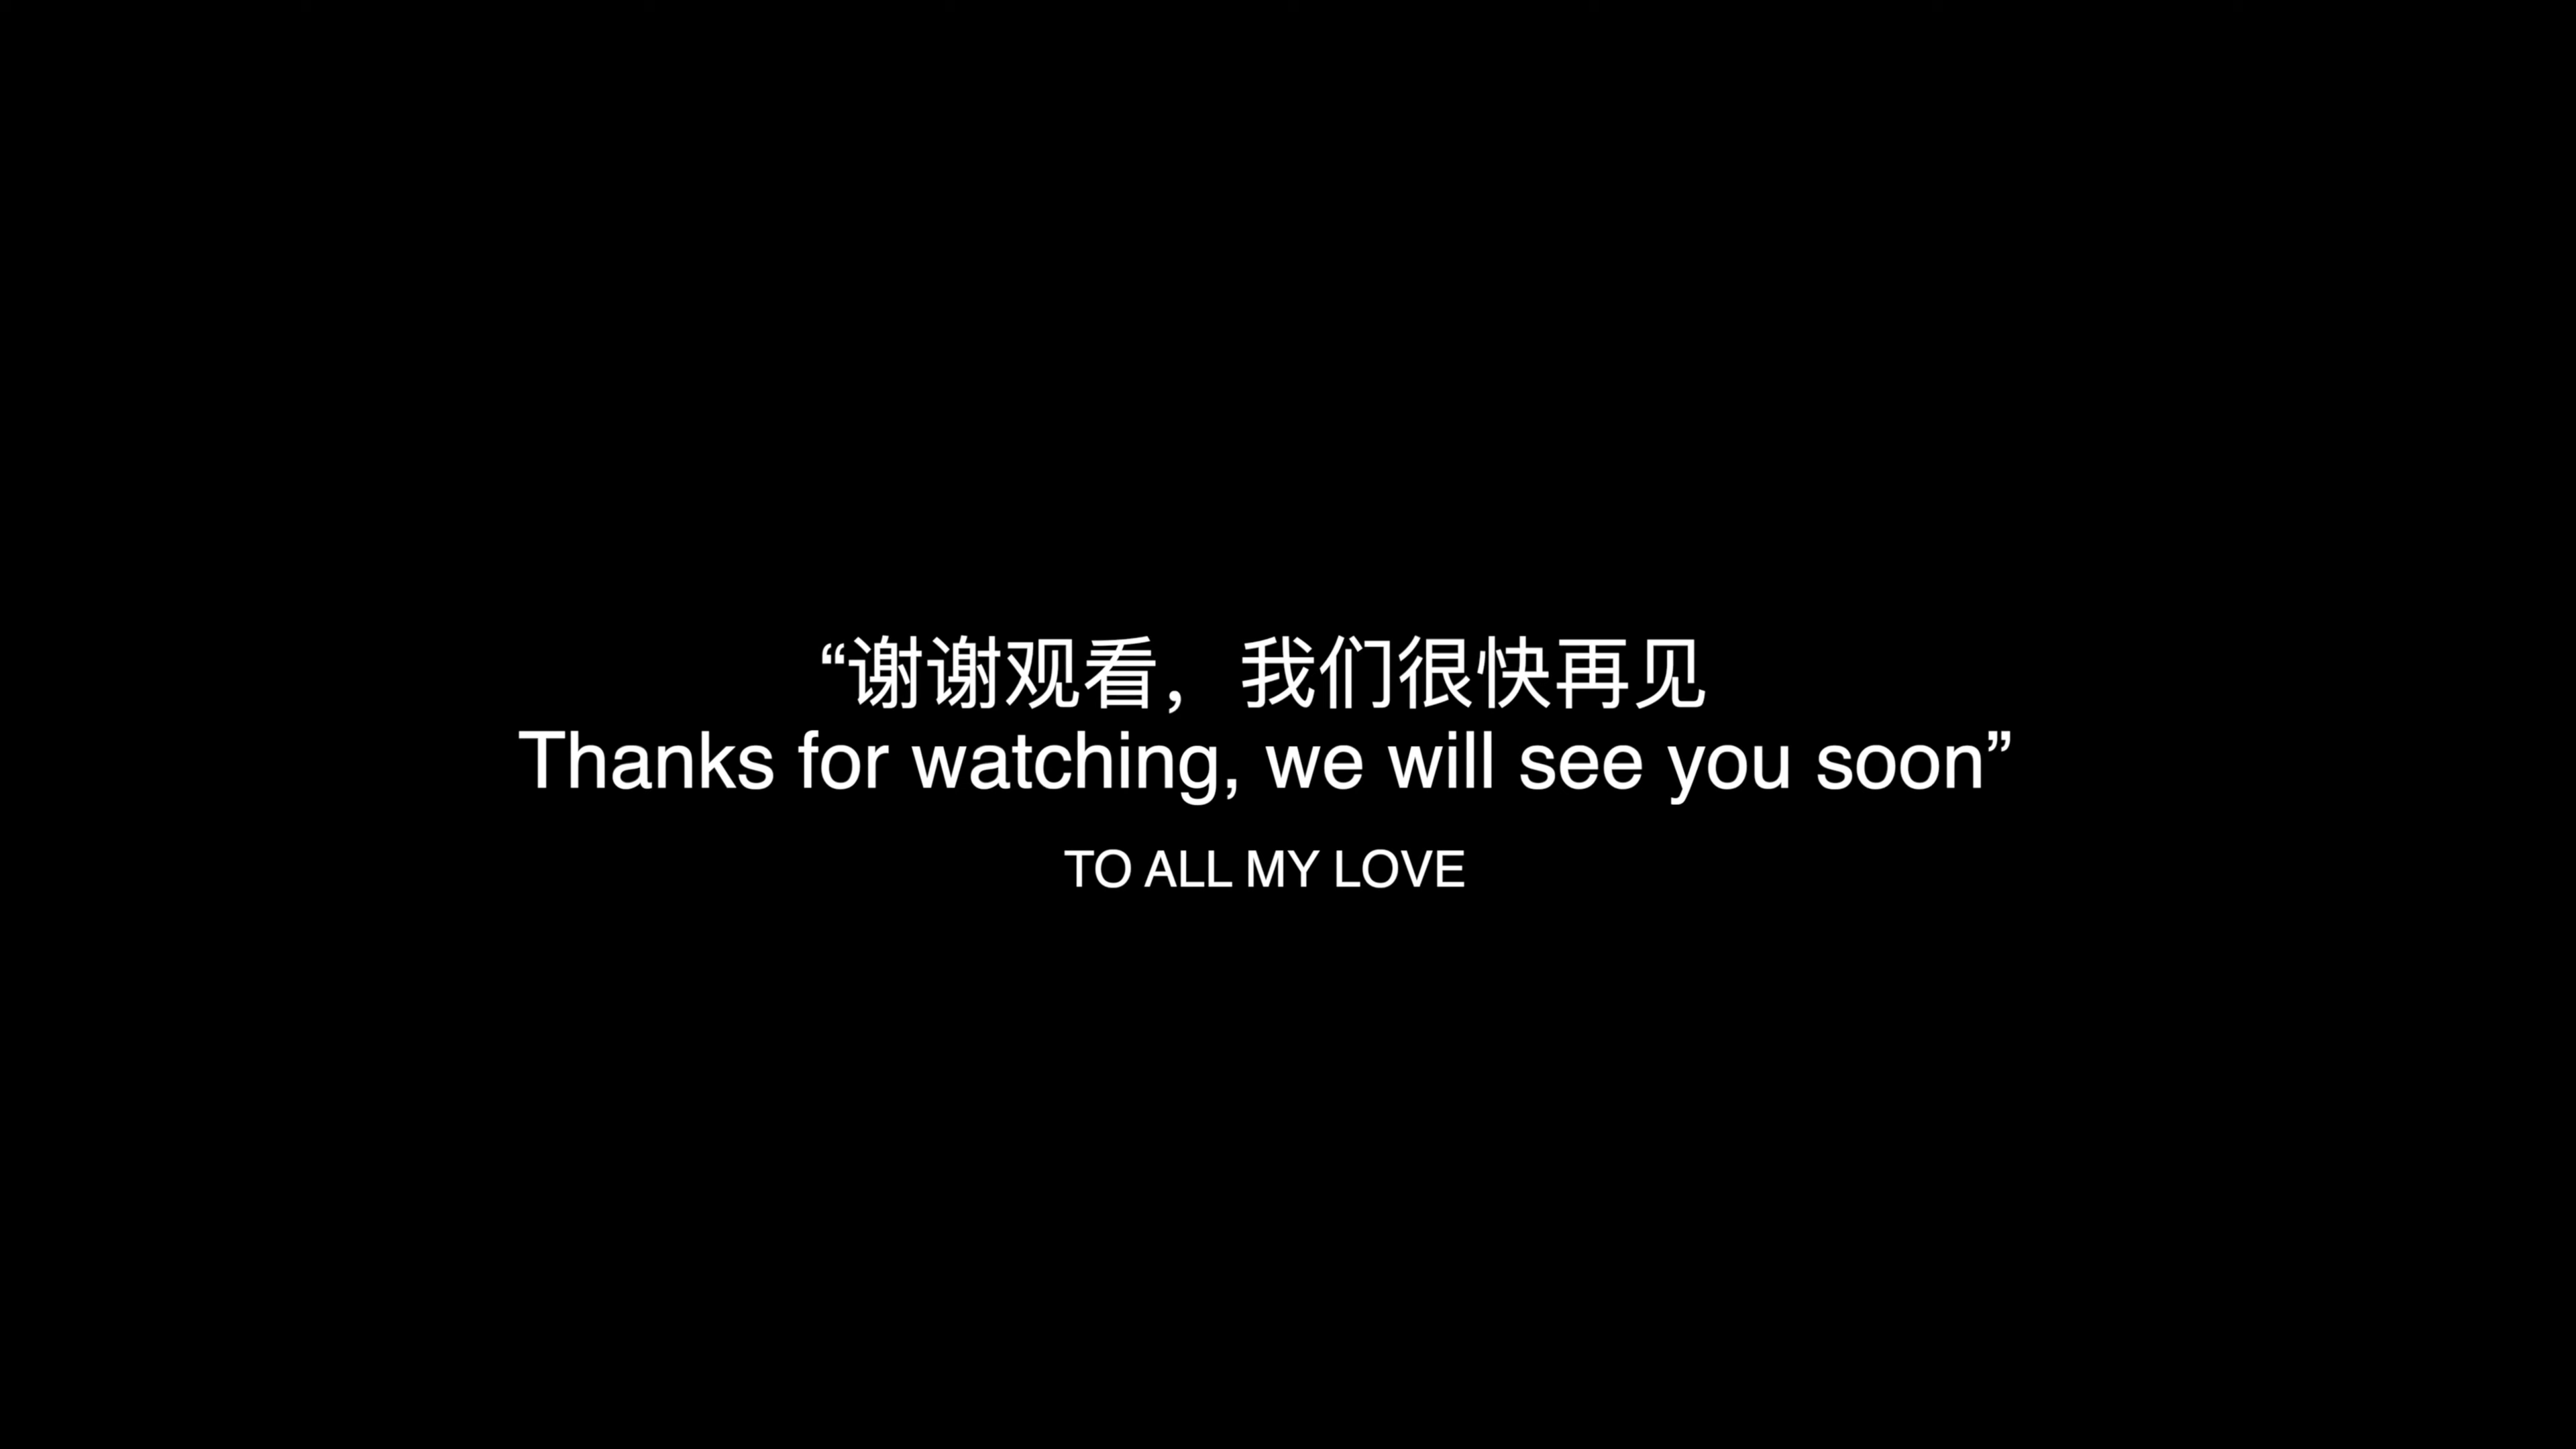 “谢谢观看，我们很快再见
Thanks for watching, we will see you soon”
TO ALL MY LOVE